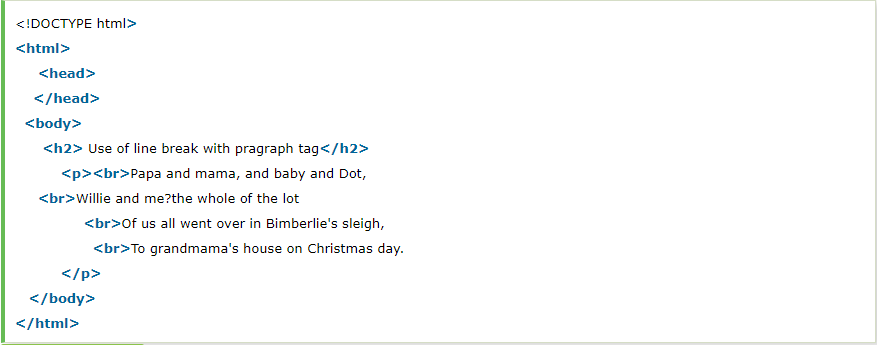 <!DOCTYPE html>
<html>
<head>
</head>
<body>
<h2> Use of line break with pragraph tag</h2>
<p><br>Papa and mama, and baby and Dot,
<br>Willie and me?the whole of the lot
<br>Of us all went over in Bimberlie's sleigh,
<br>To grandmama's house on Christmas day.
</p>
</body>
</html>